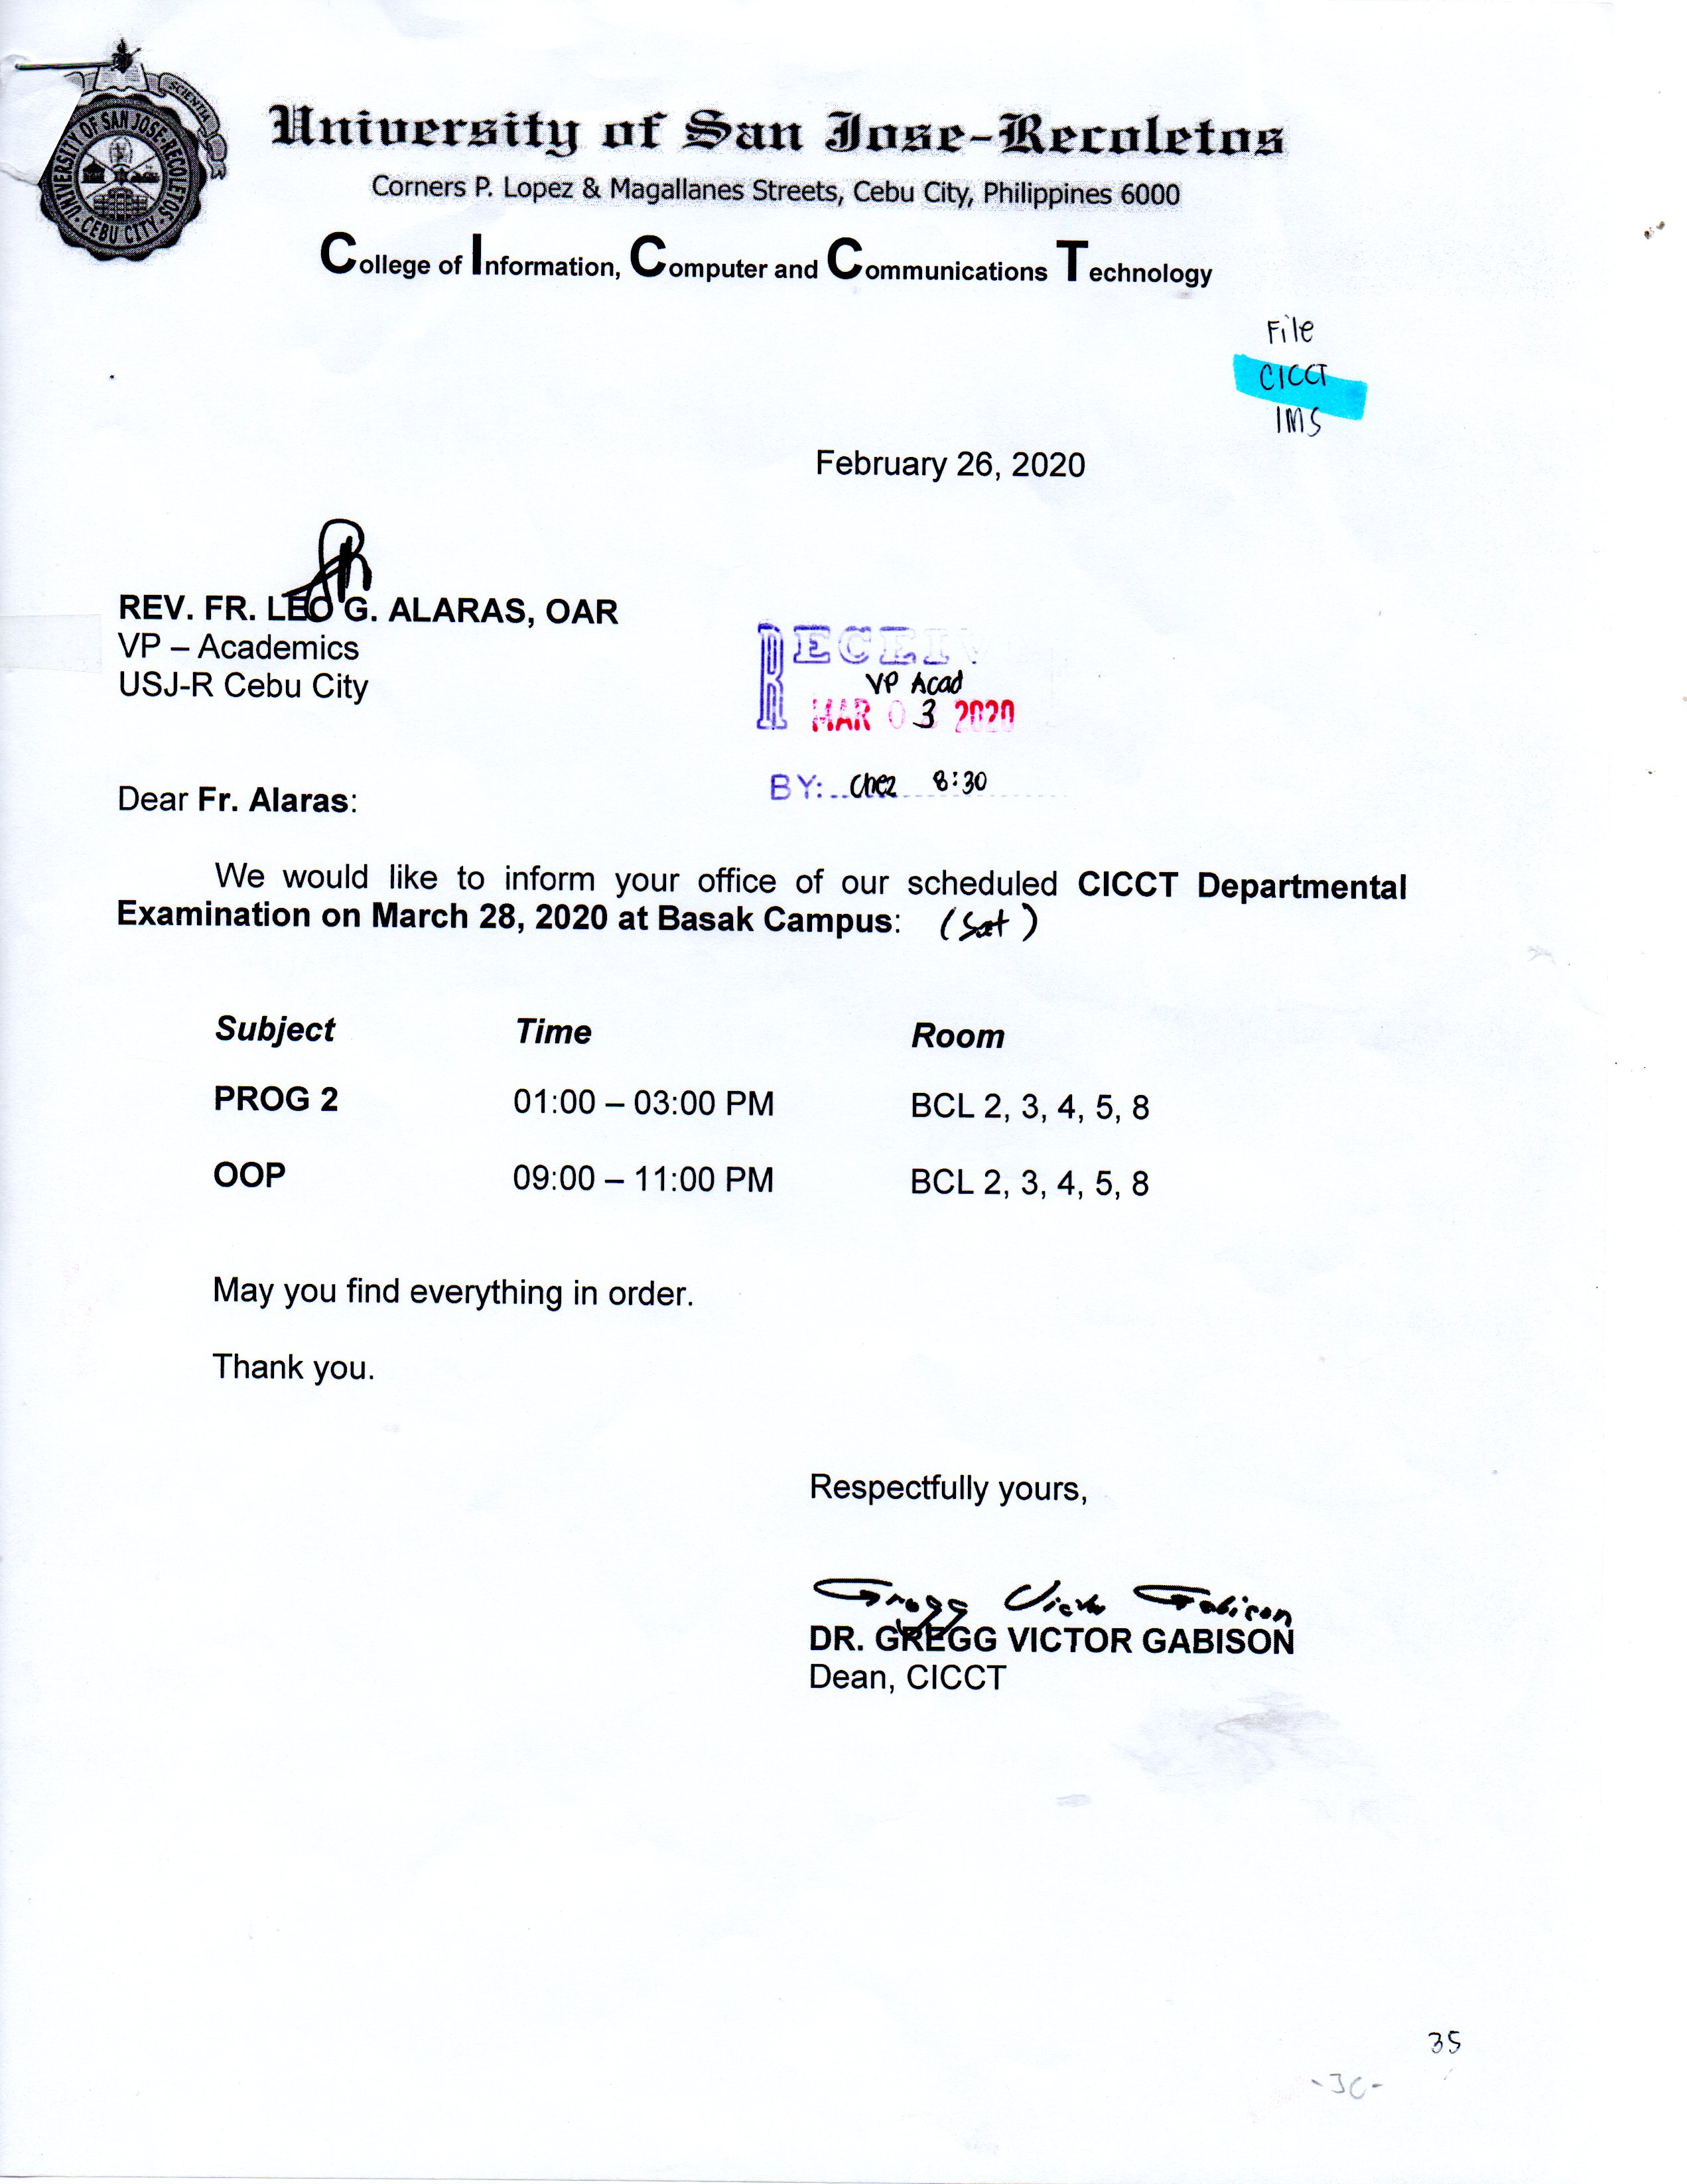 SCIENTIA
UNIVERSITY OF SAN JOSE-RECOLETOS
CEBU CITY
University of San Jose-Recoletos
Corners P. Lopez & Magallanes Streets, Cebu City, Philippines 6000
College of Information, Computer and Communications Technology
File
CICCT
IMS
February 26, 2020
REV. FR. LEO G. ALARAS, OAR
VP – Academics
USJ-R Cebu City
RECEIV
VP Acad
MAR 03 2020
BY: Chez 8:30
Dear Fr. Alaras:
We would like to inform your office of our scheduled CICCT Departmental
Examination on March 28, 2020 at Basak Campus: (Sat)
Subject Time Room
PROG 2 01:00 – 03:00 PM BCL 2, 3, 4, 5, 8
OOP 09:00 – 11:00 PM BCL 2, 3, 4, 5, 8
May you find everything in order.
Thank you.
Respectfully yours,
Gregg Victor Gabison
DR. GREGG VICTOR GABISON
Dean, CICCT
35